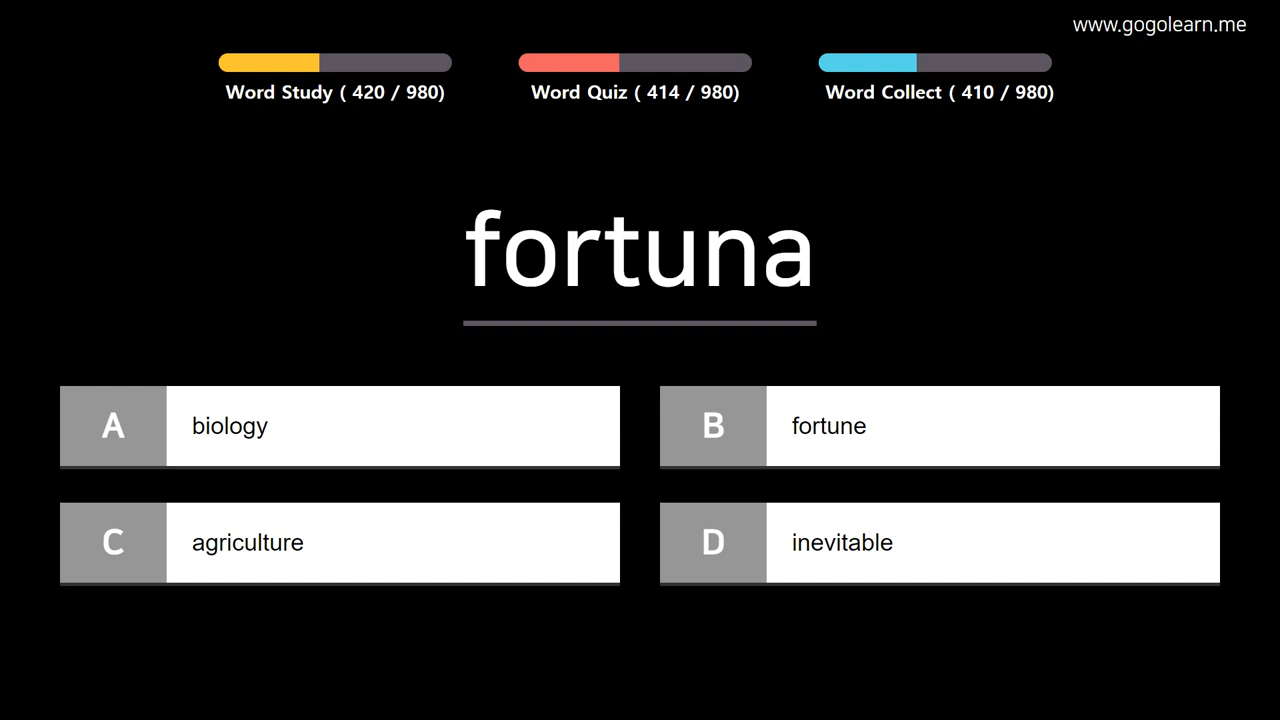 www.gogolearn.me
Word Study ( 420 / 980)
Word Quiz ( 414 / 980)
Word Collect ( 410 / 980)
fortuna
A biology
B fortune
C agriculture
D inevitable